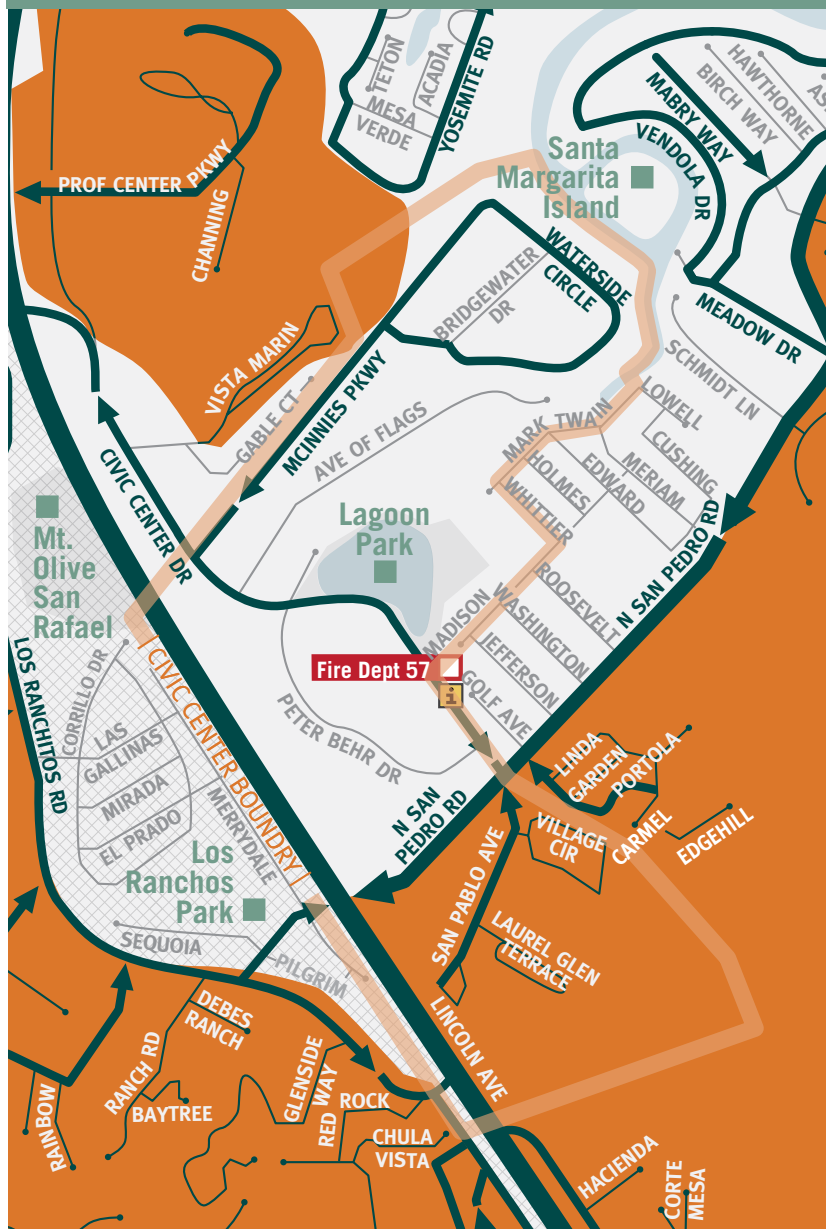 TETON
ACADIA
MESA
VERDE
YOSEMITE RD
HAWTHORNE
BIRCH WAY
MABRY WAY
VENDOLA DR
PROF CENTER PKWY
CHANNING
Santa
Margarita
Island
WATERSIDE
CIRCLE
BRIDGEWATER
DR
MEADOW DR
SCHMIDT LN
VISTA MARIN
GABLE CT
MCINNIES PKWY
AVE OF FLAGS
MARK TWAIN
LOWELL
CUSHING
MERIAM
EDWARD
HOLMES
WHITTIER
CIVIC CENTER DR
Lagoon
Park
N SAN PEDRO RD
Mt.
Olive
San
Rafael
ROOSEVELT
WASHINGTON
MADISON
JEFFERSON
GOLF AVE
Fire Dept 57
i
PETER BEHR DR
LOS RANCHITOS RD
CORRILLO DR
| CIVIC CENTER BOUNDRY |
LAS
GALLINAS
MIRADA
EL PRADO
MERRYDALE
N SAN
PEDRO RD
LINDA
GARDEN
PORTOLA
VILLAGE
CIR
CARMEL
EDGEHILL
Los
Ranchos
Park
SAN PABLO AVE
LAUREL GLEN
TERRACE
SEQUOIA
PILGRIM
DEBES
RANCH
LINCOLN AVE
RANCH RD
RAINBOW
BAYTREE
GLENSIDE
WAY
RED ROCK
CHULA
VISTA
HACIENDA
CORTE
MESA